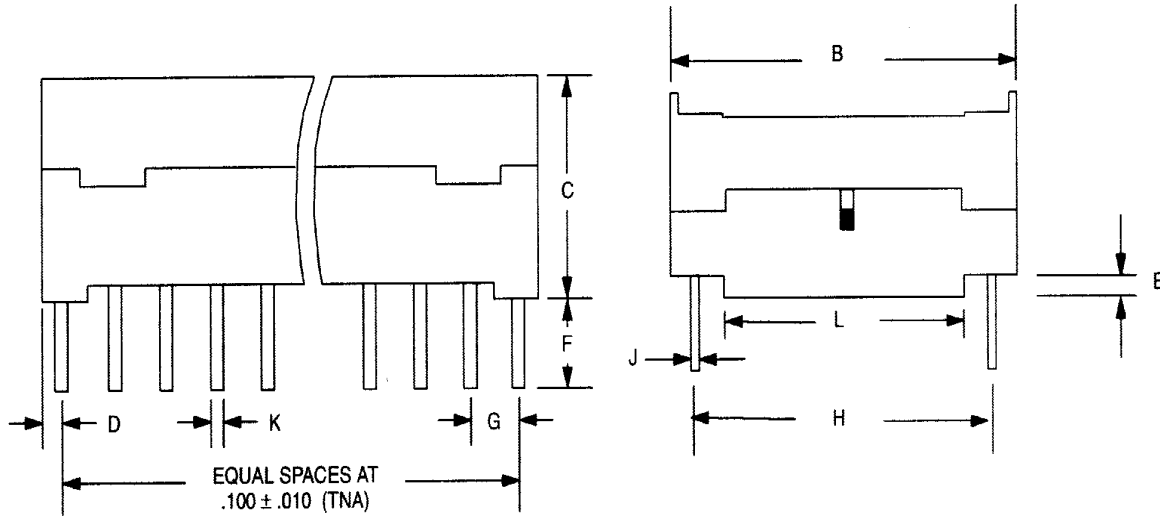 B
C
E
F
L
J
D
K
G
H
EQUAL SPACES AT
.100 ± .010 (TNA)